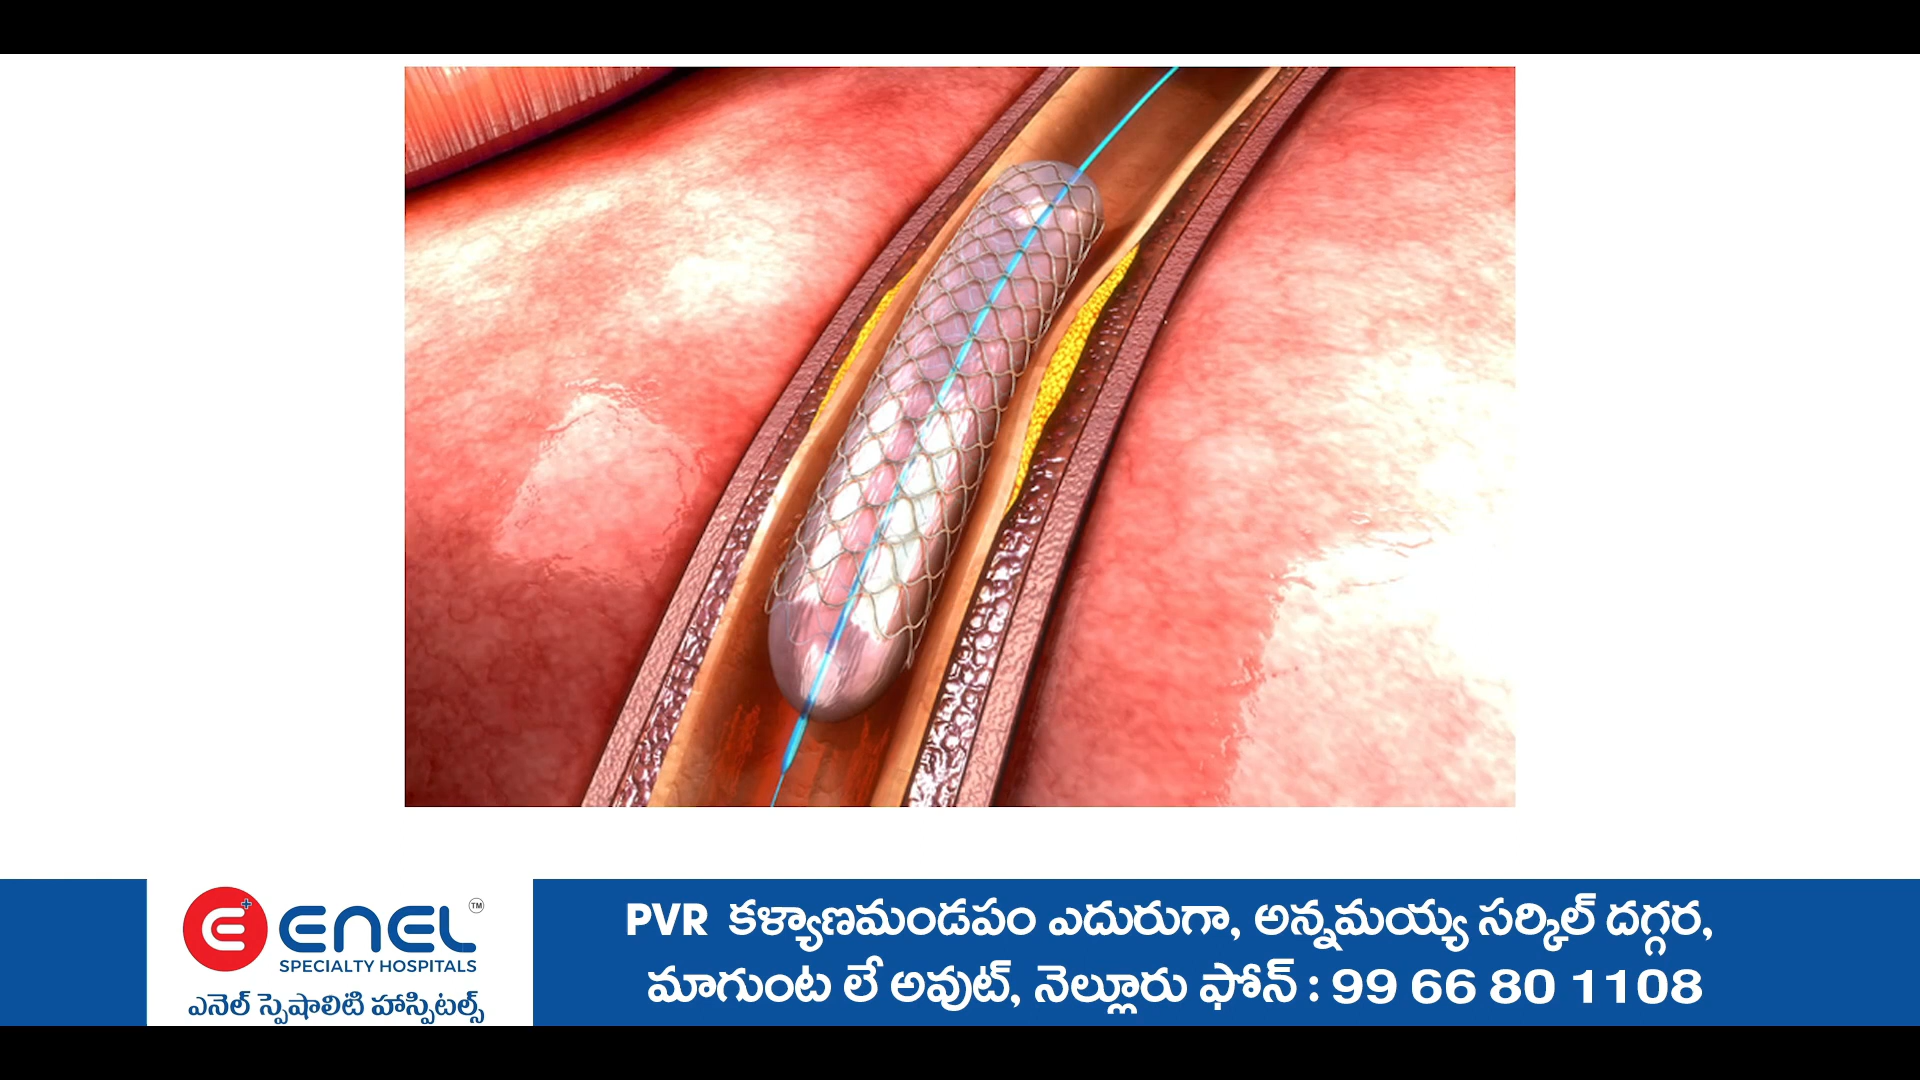 ENEL
TM
SPECIALTY HOSPITALS
ఎనెల్ స్పెషాలిటి హాస్పిటల్స్
PVR కళ్యాణమండపం ఎదురుగా, అన్నమయ్య సర్కిల్ దగ్గర,
మాగుంట లే అవుట్, నెల్లూరు ఫోన్ : 99 66 80 1108